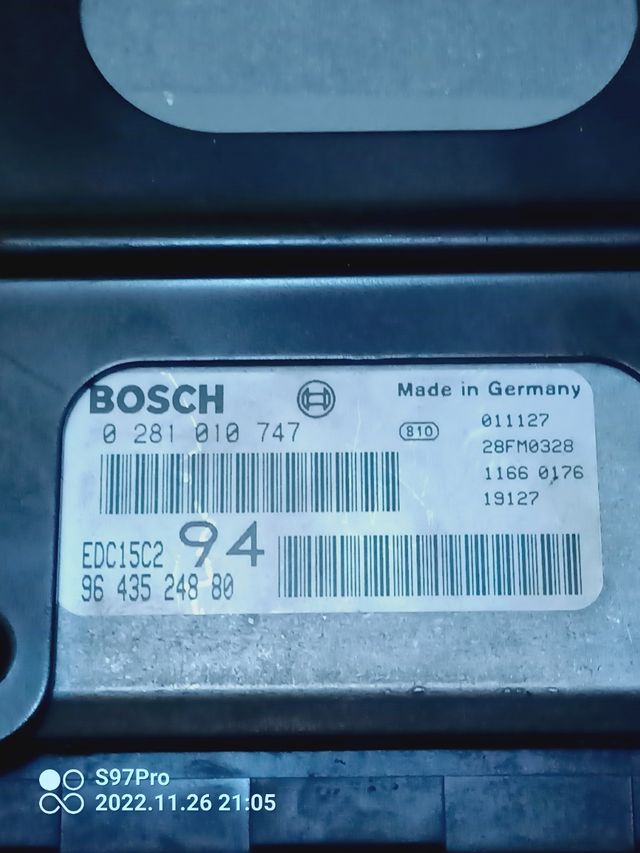 BOSCH
Made in Germany
0 281 010 747
810
011127
28FM0328
1166 0176
19127
EDC15C2
94
96 435 248 80
S97Pro
2022.11.26 21:05